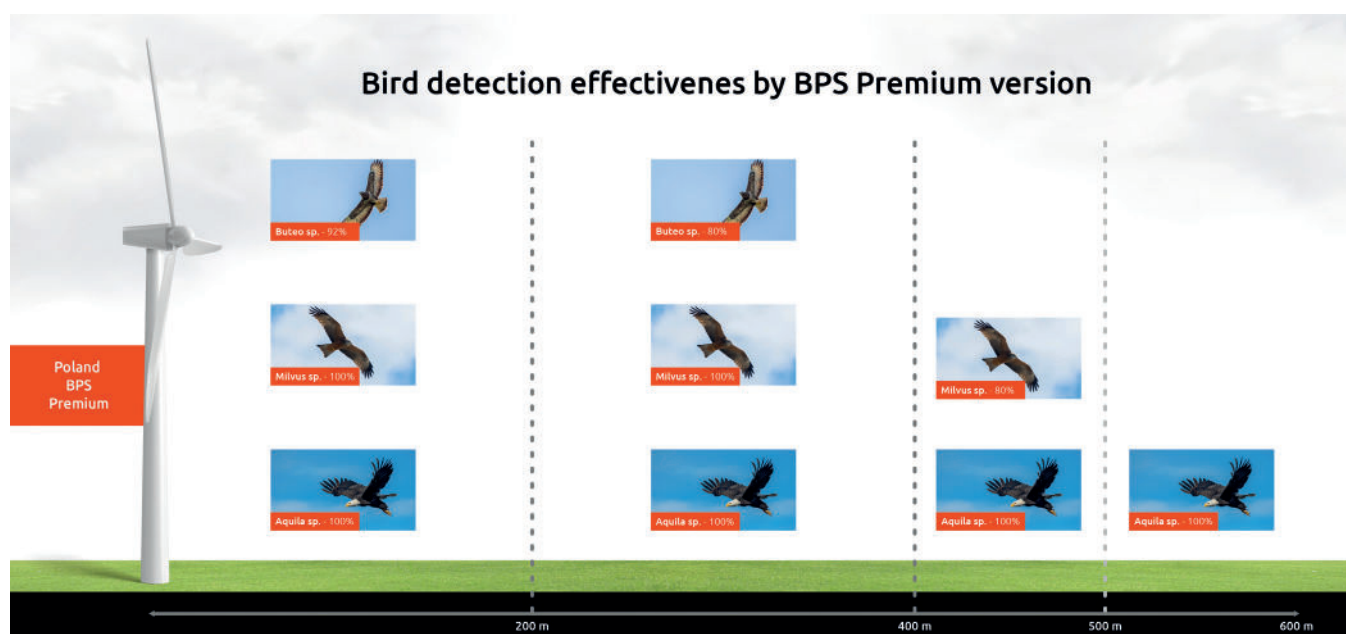 Bird detection effectivenes by BPS Premium version
Buteo sp. - 92%
Buteo sp. - 80%
Milvus sp. - 100%
Milvus sp. - 100%
Milvus sp. - 80%
Poland
BPS
Premium
Aquila sp. - 100%
Aquila sp. - 100%
Aquila sp. - 100%
Aquila sp. - 100%
200 m
400 m
500 m
600 m